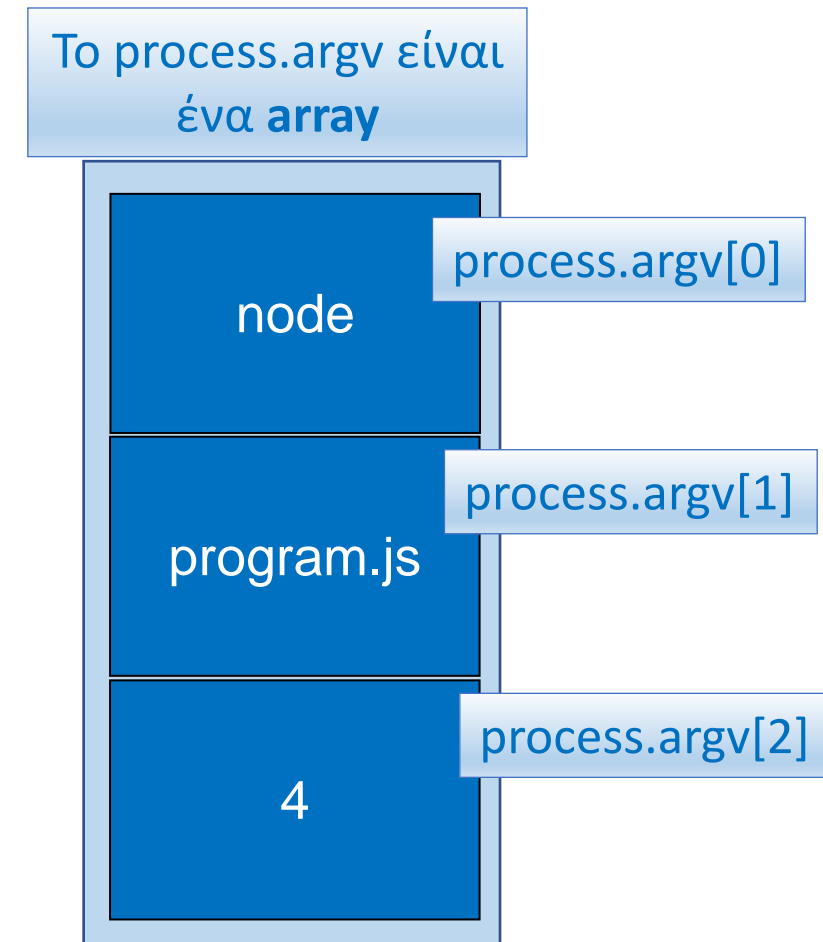 Το process.argv είναι
ένα array
node
process.argv[0]
program.js
process.argv[1]
4
process.argv[2]